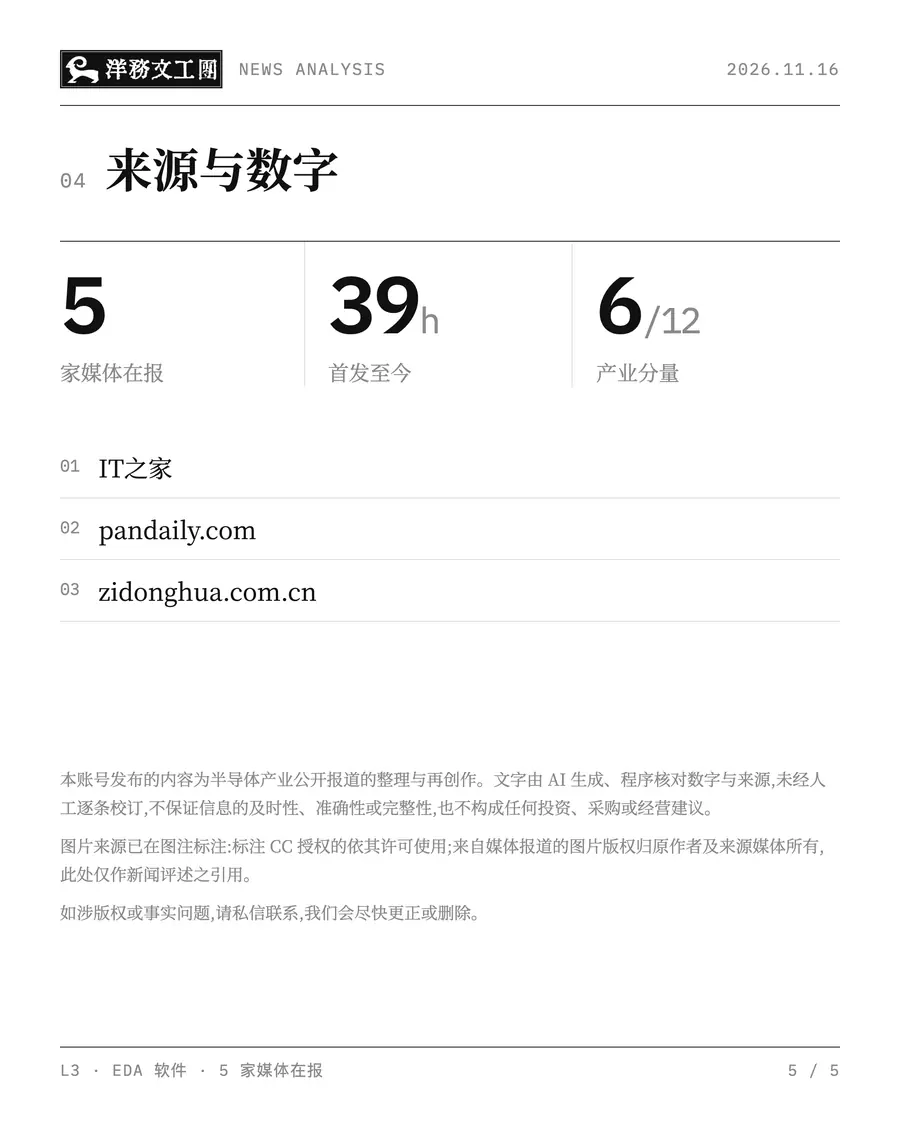 洋務文工團 NEWS ANALYSIS 2026.11.16
04 来源与数字
5 39h 6/12
家媒体在报 首发至今 产业分量
01 IT之家
02 pandaily.com
03 zidonghua.com.cn
本账号发布的内容为半导体产业公开报道的整理与再创作。文字由 AI 生成、程序核对数字与来源,未经人
工逐条校订,不保证信息的及时性、准确性或完整性,也不构成任何投资、采购或经营建议。
图片来源已在图注标注:标注 CC 授权的依其许可使用;来自媒体报道的图片版权归原作者及来源媒体所有,
此处仅作新闻评述之引用。
如涉版权或事实问题,请私信联系,我们会尽快更正或删除。
L3 · EDA 软件 · 5 家媒体在报 5 / 5